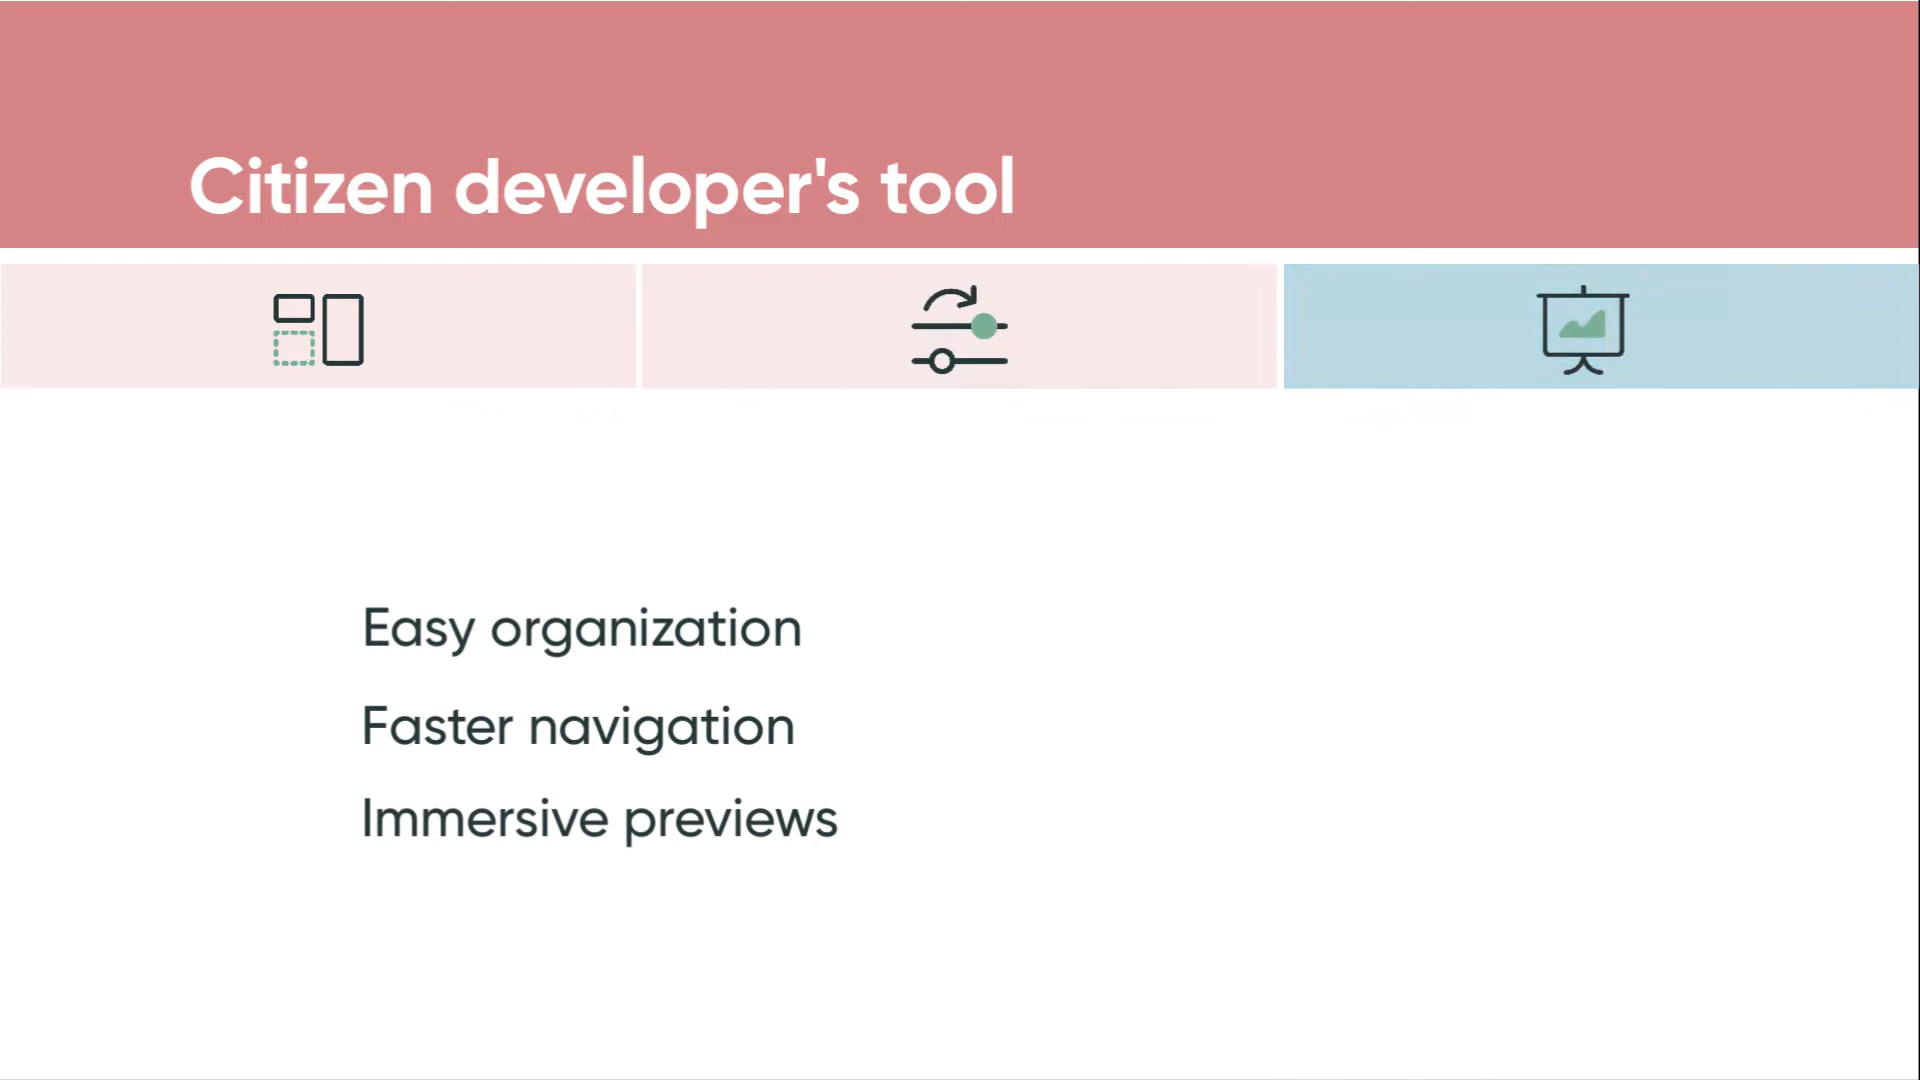 Citizen developer's tool
Easy organization
Faster navigation
Immersive previews